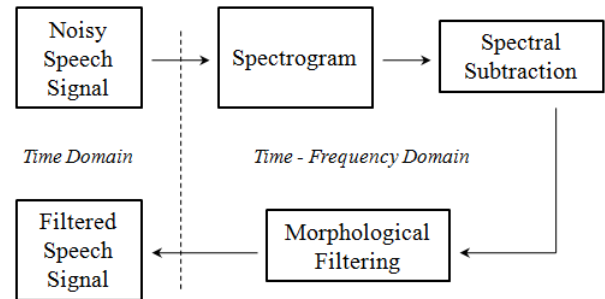 Noisy
Speech
Signal
Spectrogram
Spectral
Subtraction
Time Domain
Time - Frequency Domain
Filtered
Speech
Signal
Morphological
Filtering